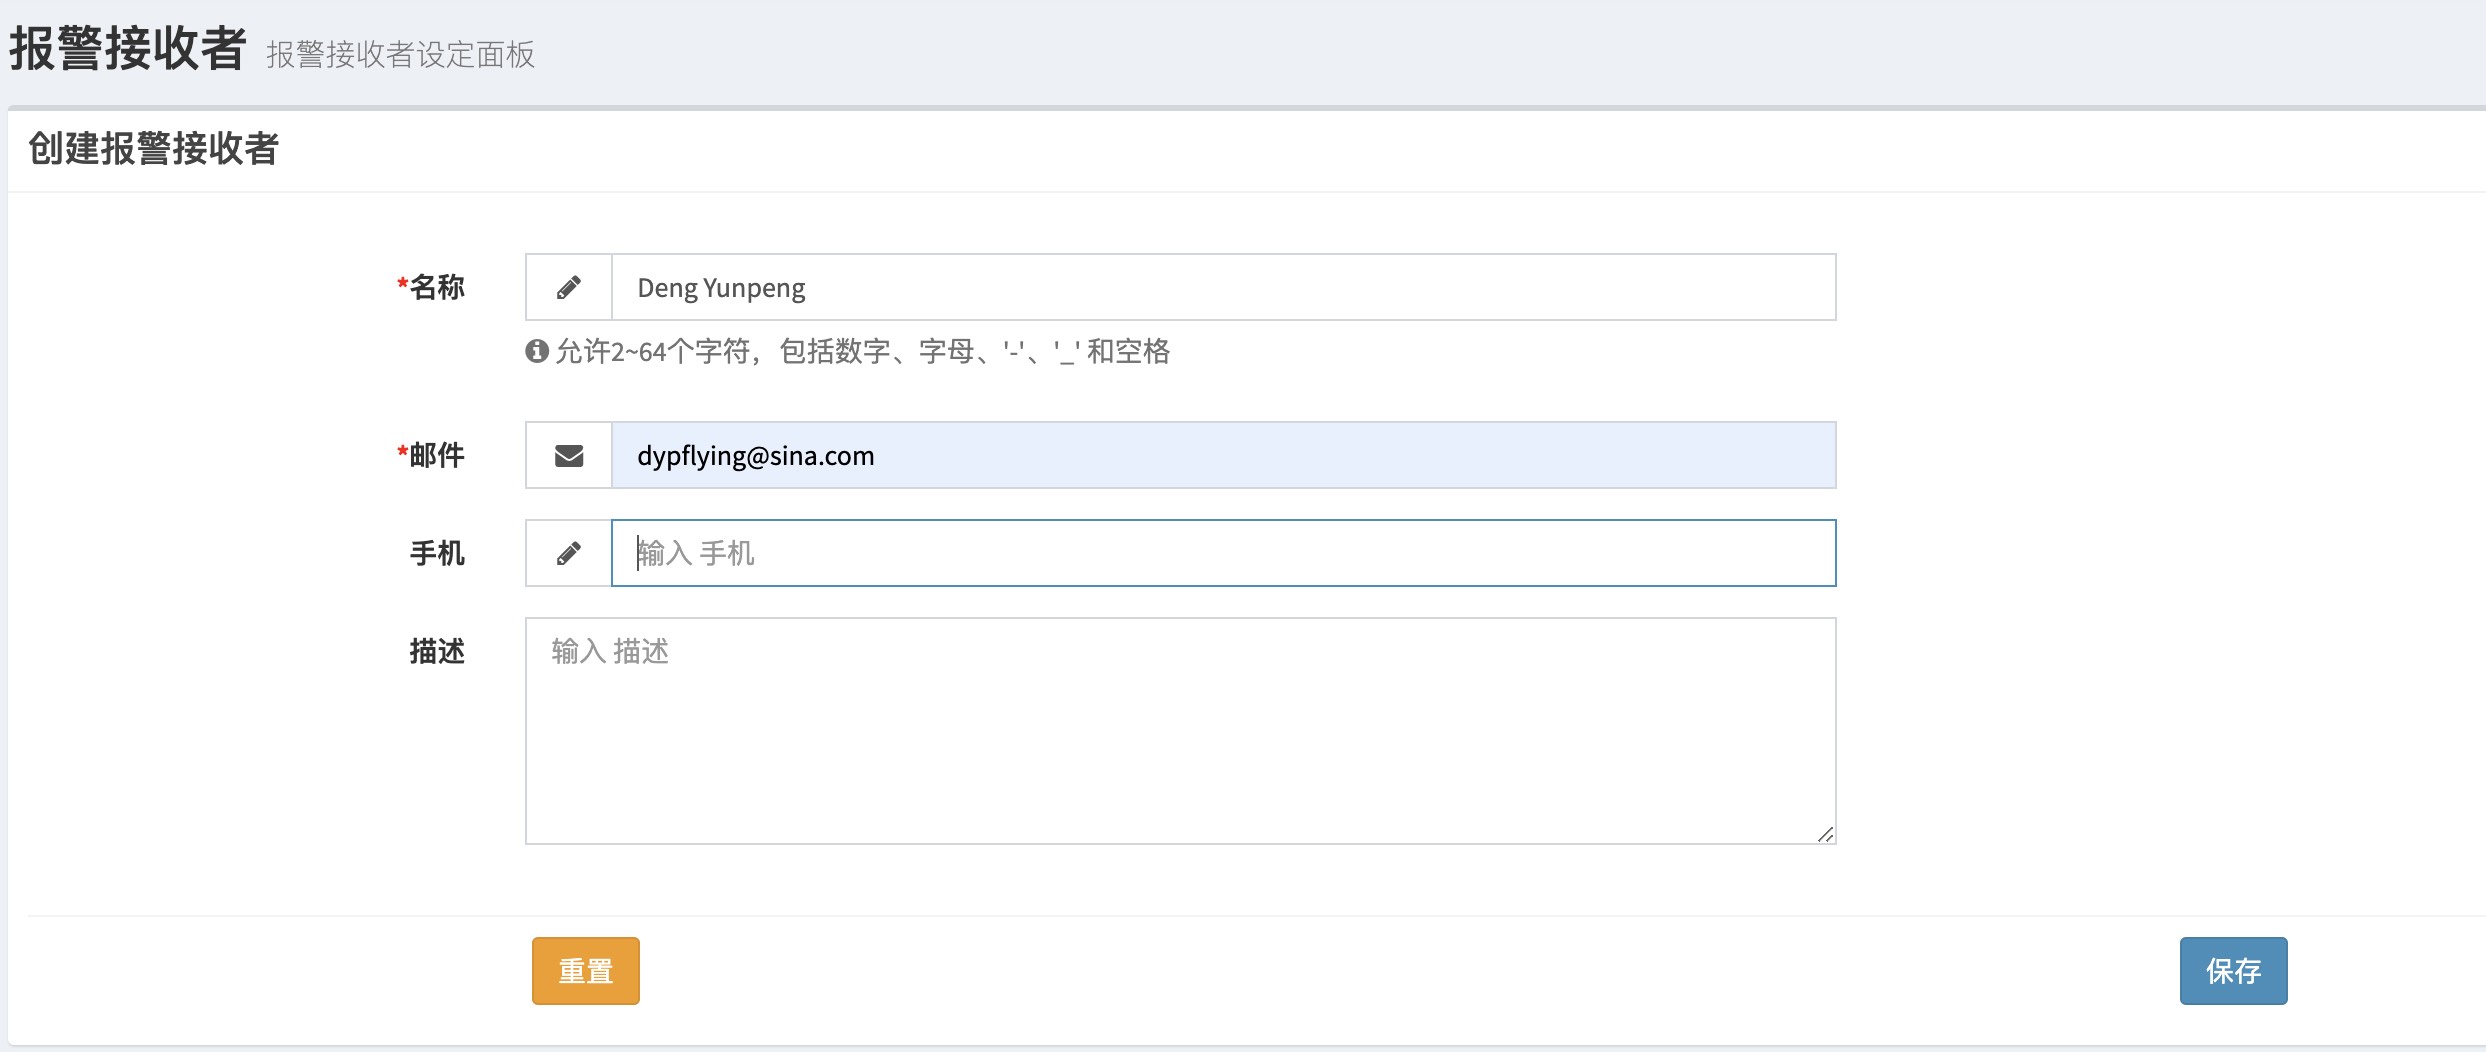 报警接收者 报警接收者设定面板
创建报警接收者
*名称 Deng Yunpeng
允许2~64个字符，包括数字、字母、'-'、'_' 和空格
*邮件 dypflying@sina.com
手机 输入 手机
描述 输入 描述
重置 保存